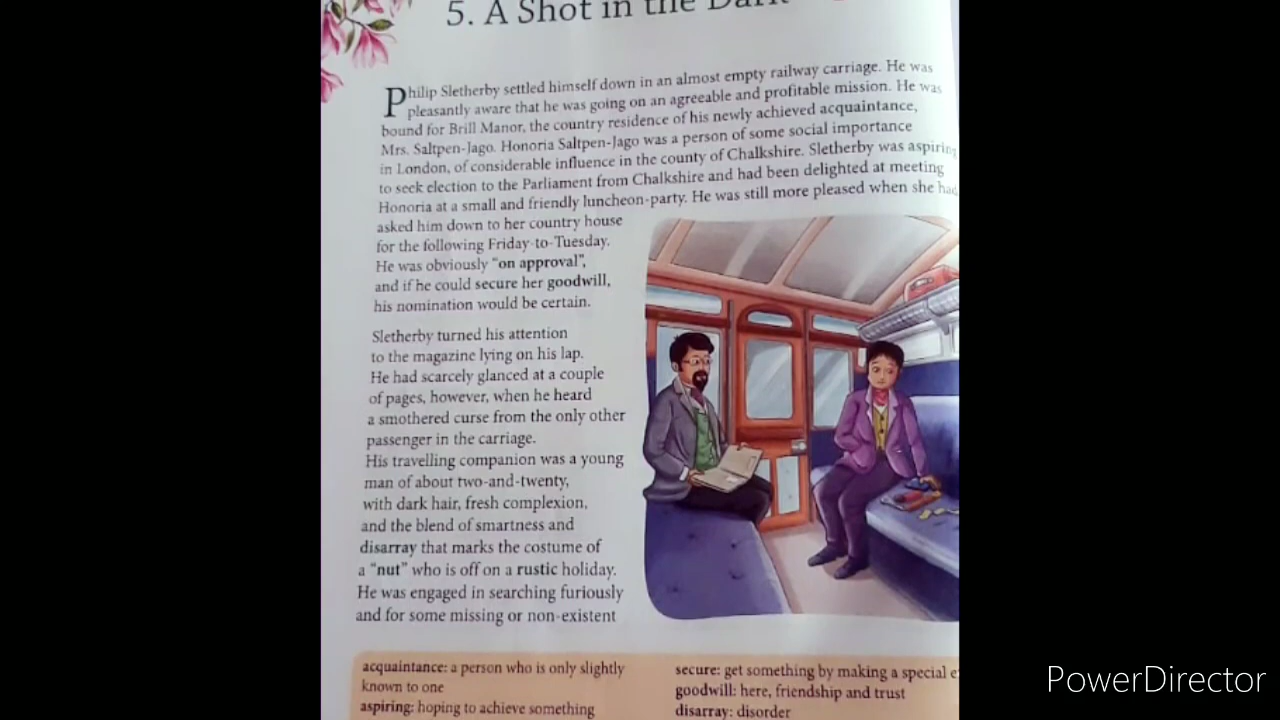 5. A Shot in the Dark
Philip Sletherby settled himself down in an almost empty railway carriage. He was
pleasantly aware that he was going on an agreeable and profitable mission. He was
bound for Brill Manor, the country residence of his newly achieved acquaintance,
Mrs. Saltpen-Jago. Honoria Saltpen-Jago was a person of some social importance
in London, of considerable influence in the county of Chalkshire. Sletherby was aspiring
to seek election to the Parliament from Chalkshire and had been delighted at meeting
Honoria at a small and friendly luncheon-party. He was still more pleased when she had
asked him down to her country house
for the following Friday-to-Tuesday.
He was obviously "on approval",
and if he could secure her goodwill,
his nomination would be certain.
Sletherby turned his attention
to the magazine lying on his lap.
He had scarcely glanced at a couple
of pages, however, when he heard
a smothered curse from the only other
passenger in the carriage.
His travelling companion was a young
man of about two-and-twenty,
with dark hair, fresh complexion,
and the blend of smartness and
disarray that marks the costume of
a "nut" who is off on a rustic holiday.
He was engaged in searching furiously
and for some missing or non-existent
acquaintance: a person who is only slightly
known to one
aspiring: hoping to achieve something
secure: get something by making a special
goodwill: here, friendship and trust
disarray: disorder
PowerDirector